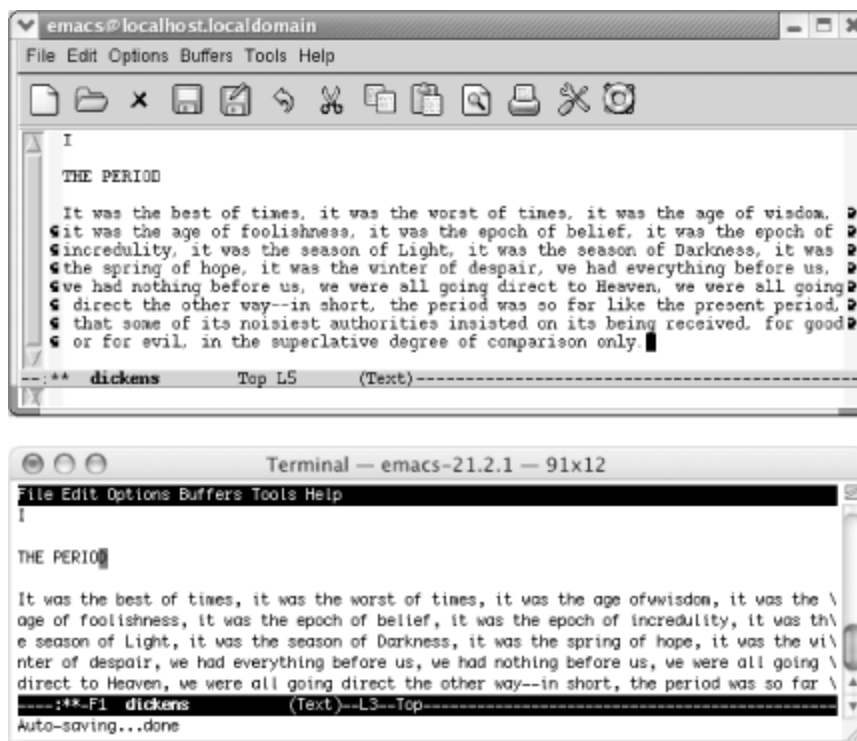 emacs@localhost.localdomain
File Edit Options Buffers Tools Help
I
THE PERIOD
It was the best of times, it was the worst of times, it was the age of wisdom,
it was the age of foolishness, it was the epoch of belief, it was the epoch of
incredulity, it was the season of Light, it was the season of Darkness, it was
the spring of hope, it was the winter of despair, we had everything before us,
we had nothing before us, we were all going direct to Heaven, we were all going
direct the other way--in short, the period was so far like the present period,
that some of its noisiest authorities insisted on its being received, for good
or for evil, in the superlative degree of comparison only.
--:** dickens Top L5 (Text)--------------------------------------------
Terminal — emacs-21.2.1 — 91x12
File Edit Options Buffers Tools Help
I
THE PERIOD
It was the best of times, it was the worst of times, it was the age ofwwisdom, it was the \
age of foolishness, it was the epoch of belief, it was the epoch of incredulity, it was th\
e season of Light, it was the season of Darkness, it was the spring of hope, it was the wi\
nter of despair, we had everything before us, we had nothing before us, we were all going \
direct to Heaven, we were all going direct the other way--in short, the period was so far \
----:**-F1 dickens (Text)--L3--Top----------------------------------------------
Auto-saving...done